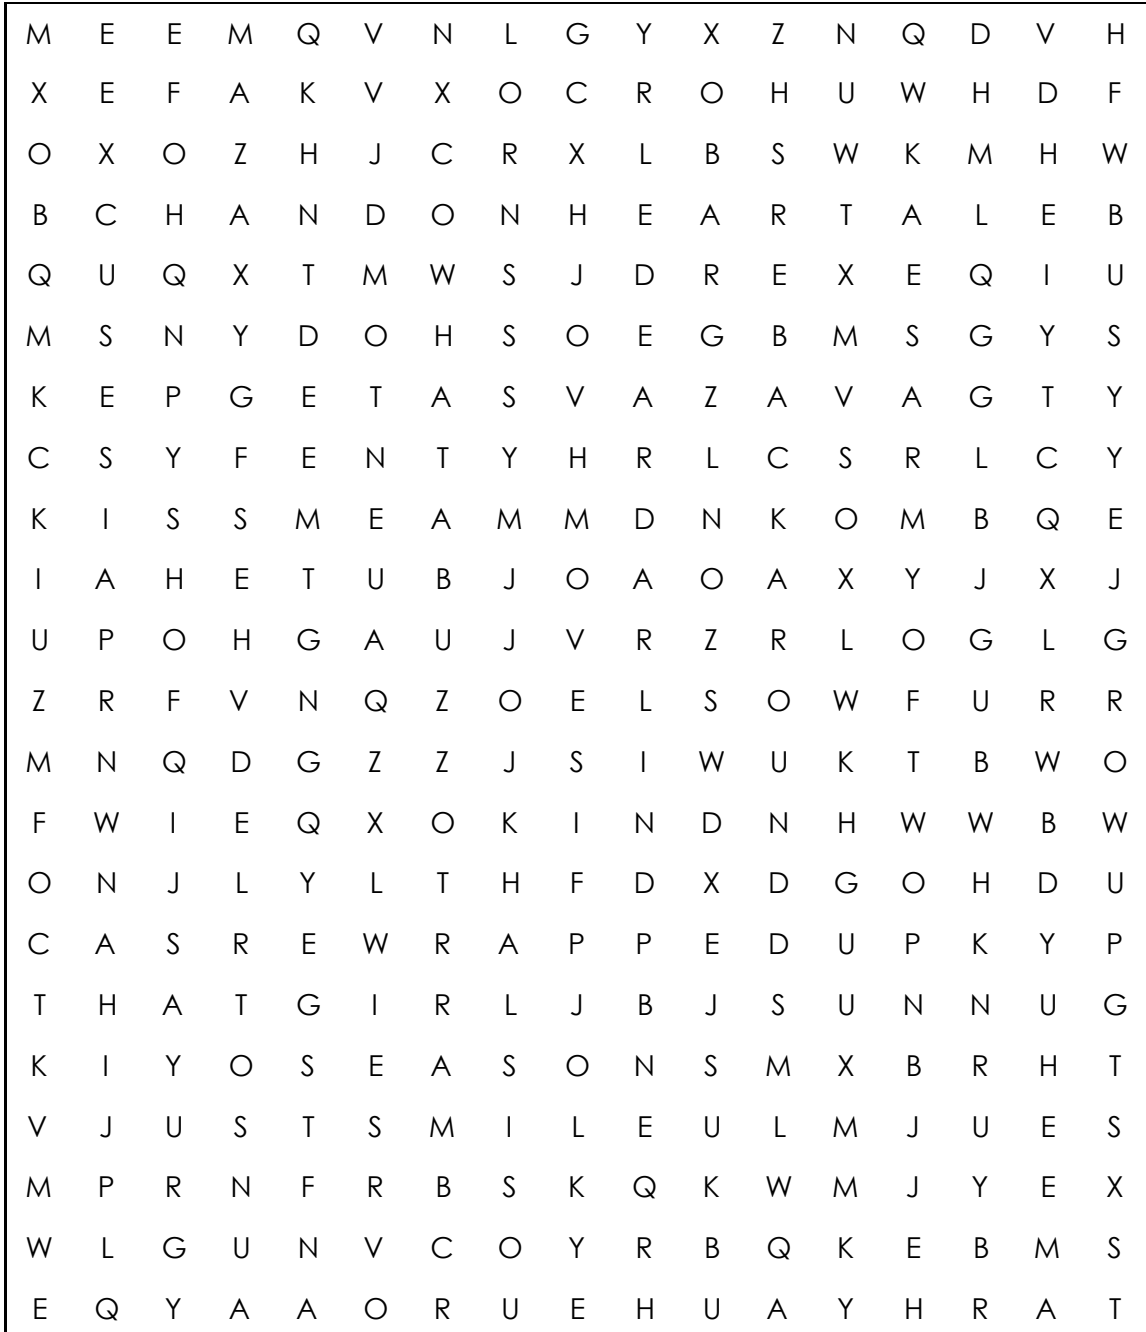 M E E M Q V N L G Y X Z N Q D V H
X E F A K V X O C R O H U W H D F
O X O Z H J C R X L B S W K M H W
B C H A N D O N H E A R T A L E B
Q U Q X T M W S J D R E X E Q I U
M S N Y D O H S O E G B M S G Y S
K E P G E T A S V A Z A V A G T Y
C S Y F E N T Y H R L C S R L C Y
K I S S M E A M M D N K O M B Q E
I A H E T U B J O A O A X Y J X J
U P O H G A U J V R Z R L O G L G
Z R F V N Q Z O E L S O W F U R R
M N Q D G Z Z J S I W U K T B W O
F W I E Q X O K I N D N H W W B W
O N J L Y L T H F D X D G O H D U
C A S R E W R A P P E D U P K Y P
T H A T G I R L J B J S U N N U G
K I Y O S E A S O N S M X B R H T
V J U S T S M I L E U L M J U E S
M P R N F R B S K Q K W M J Y E X
W L G U N V C O Y R B Q K E B M S
E Q Y A A O R U E H U A Y H R A T